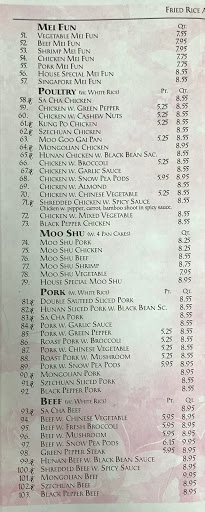 FRIED RICE
MEI FUN QT.
51. VEGETABLE MEI FUN 7.55
52. BEEF MEI FUN 7.95
53. SHRIMP MEI FUN 7.95
54. CHICKEN MEI FUN 7.75
55. PORK MEI FUN 7.55
56. HOUSE SPECIAL MEI FUN 8.55
57. SINGAPORE MEI FUN 8.55
POULTRY (W. WHITE RICE) PT. QT.
58. SA CHA CHICKEN 8.55
59. CHICKEN W. GREEN PEPPER 5.25 8.55
60. CHICKEN W. CASHEW NUTS 5.25 8.55
61. KUNG PO CHICKEN 5.25 8.55
62. SZECHUAN CHICKEN 5.25 8.55
63. MOO GOO GAI PAN 5.25 8.55
64. MONGOLIAN CHICKEN 8.95
65. HUNAN CHICKEN W. BLACK BEAN SAC. 8.55
66. CHICKEN W. BROCCOLI 5.25 8.55
67. CHICKEN W. GARLIC SAUCE 8.55
68. CHICKEN W. SNOW PEA PODS 5.95 8.95
69. CHICKEN W. ALMOND 8.55
70. CHICKEN W. CHINESE VEGETABLE 5.25 8.55
71. SHREDDED CHICKEN W. SPICY SAUCE 8.55
Chicken w. pepper, carrot, bamboo shoot in spicy sauce.
72. CHICKEN W. MIXED VEGETABLE 8.55
73. BLACK PEPPER CHICKEN 8.55
MOO SHU (W. 4 PAN CAKES) QT.
74. MOO SHU PORK 8.25
75. MOO SHU CHICKEN 8.25
76. MOO SHU BEEF 8.55
77. MOO SHU SHRIMP 8.75
78. MOO SHU VEGETABLE 7.95
79. HOUSE SPECIAL MOO SHU 8.95
PORK (W. WHITE RICE) PT. QT.
81. DOUBLE SAUTEED SLICED PORK 8.55
82. HUNAN SLICED PORK W. BLACK BEAN SC. 8.55
83. SA CHA PORK 8.55
84. PORK W. GARLIC SAUCE 8.55
85. PORK W. GREEN PEPPER 5.25 8.55
86. ROAST PORK W. BROCCOLI 5.25 8.55
87. ROAST PORK W. CHINESE VEGETABLE 5.25 8.55
88. ROAST PORK W. MUSHROOM 5.25 8.55
89. PORK W. SNOW PEA PODS 5.95 8.95
90. MONGOLIAN PORK 8.95
91. SZECHUAN SLICED PORK 8.55
92. BLACK PEPPER PORK 8.55
BEEF (W. WHITE RICE) PT. QT.
93. SA CHA BEEF 8.95
94. BEEF W. CHINESE VEGETABLE 5.95 8.95
95. BEEF W. FRESH BROCCOLI 5.95 8.95
96. BEEF W. MUSHROOM 5.95 8.95
97. BEEF W. SNOW PEA PODS 6.15 9.95
98. GREEN PEPPER STEAK 5.95 8.95
99. HUNAN BEEF W. BLACK BEAN SAUCE 8.95
100. SHREDDED BEEF W. SPICY SAUCE 8.95
101. MONGOLIAN BEEF 8.95
102. SZECHUAN BEEF 8.95
103. BLACK PEPPER BEEF 8.95